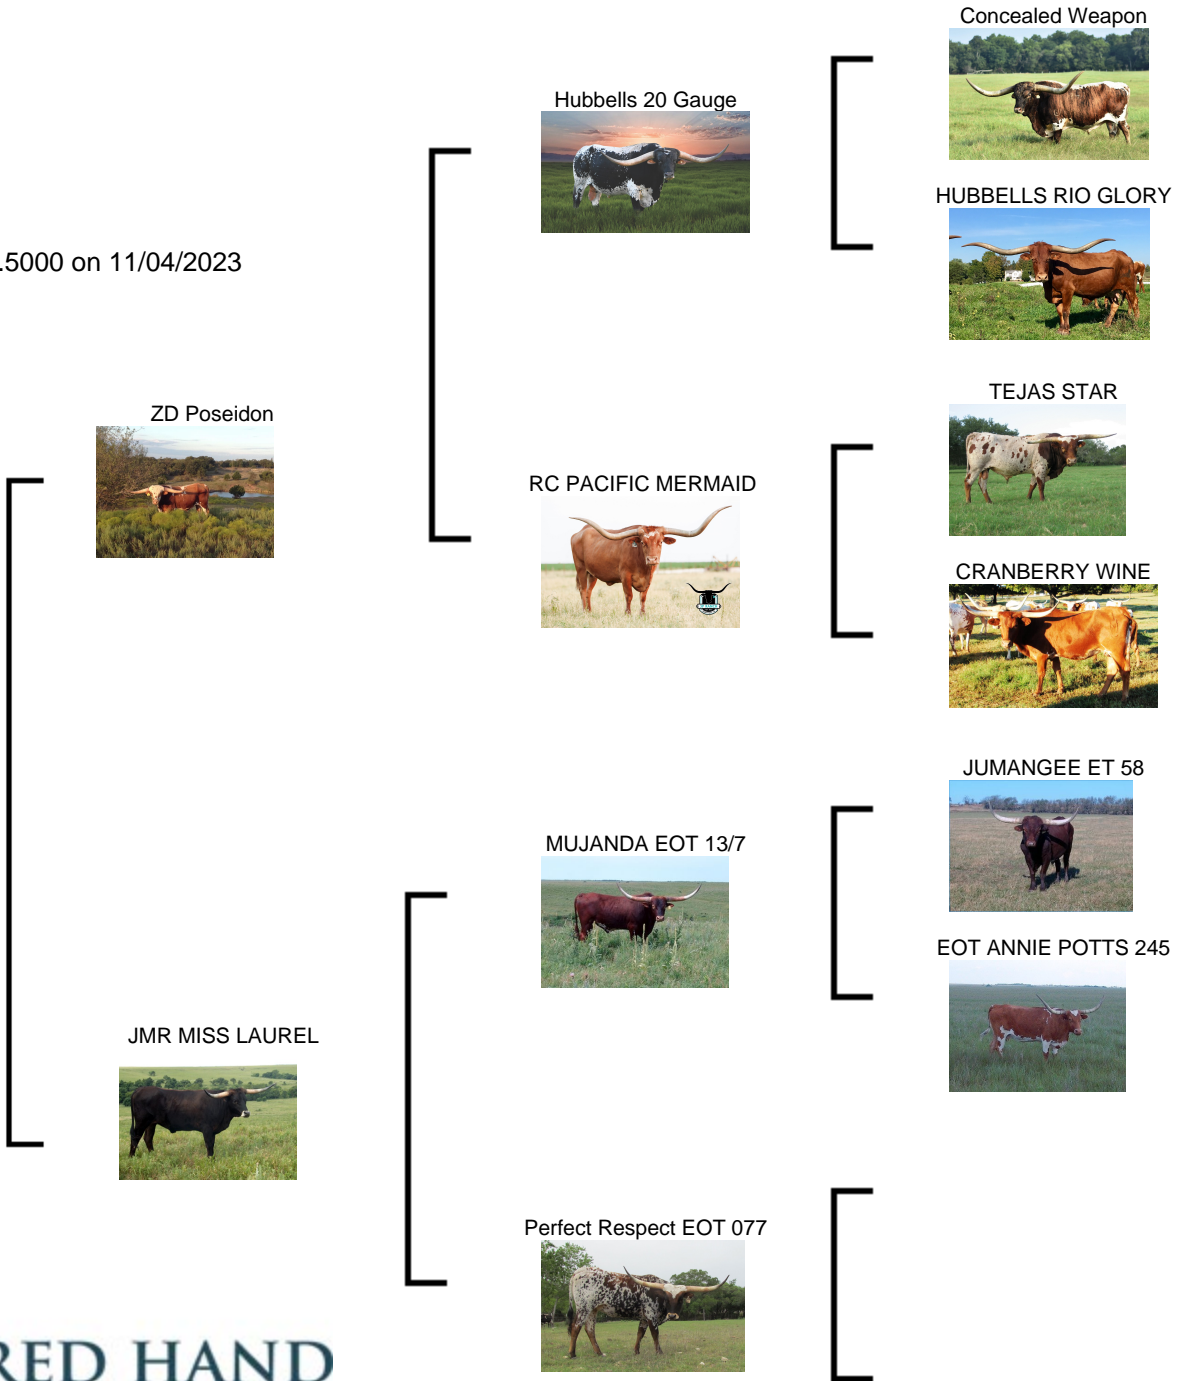 Concealed Weapon
Hubbells 20 Gauge
HUBBELLS RIO GLORY
.5000 on 11/04/2023
TEJAS STAR
ZD Poseidon
RC PACIFIC MERMAID
CRANBERRY WINE
JUMANGEE ET 58
MUJANDA EOT 13/7
EOT ANNIE POTTS 245
JMR MISS LAUREL
Perfect Respect EOT 077
RED HAND